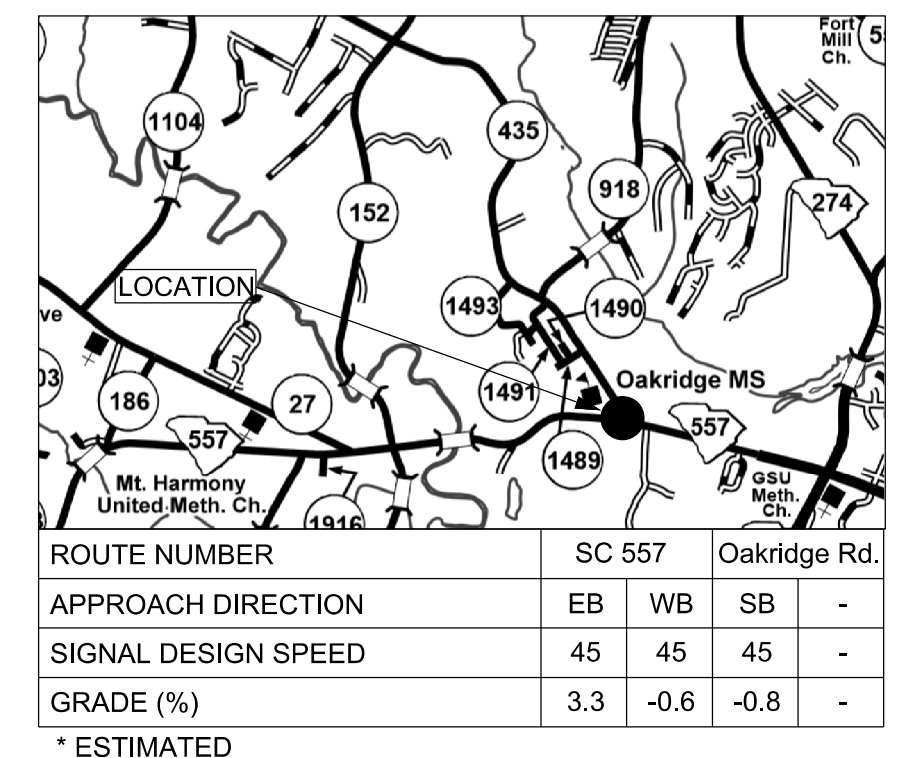 Fort
Mill
Ch.
1104
435
152
918
274
LOCATION
ve
1493
1490
03
186
27
1491
Oakridge MS
557
557
1489
Mt. Harmony
United Meth. Ch.
GSU
Meth.
Ch.
1916
ROUTE NUMBER SC 557 Oakridge Rd.
APPROACH DIRECTION EB WB SB -
SIGNAL DESIGN SPEED 45 45 45 -
GRADE (%) 3.3 -0.6 -0.8 -
* ESTIMATED